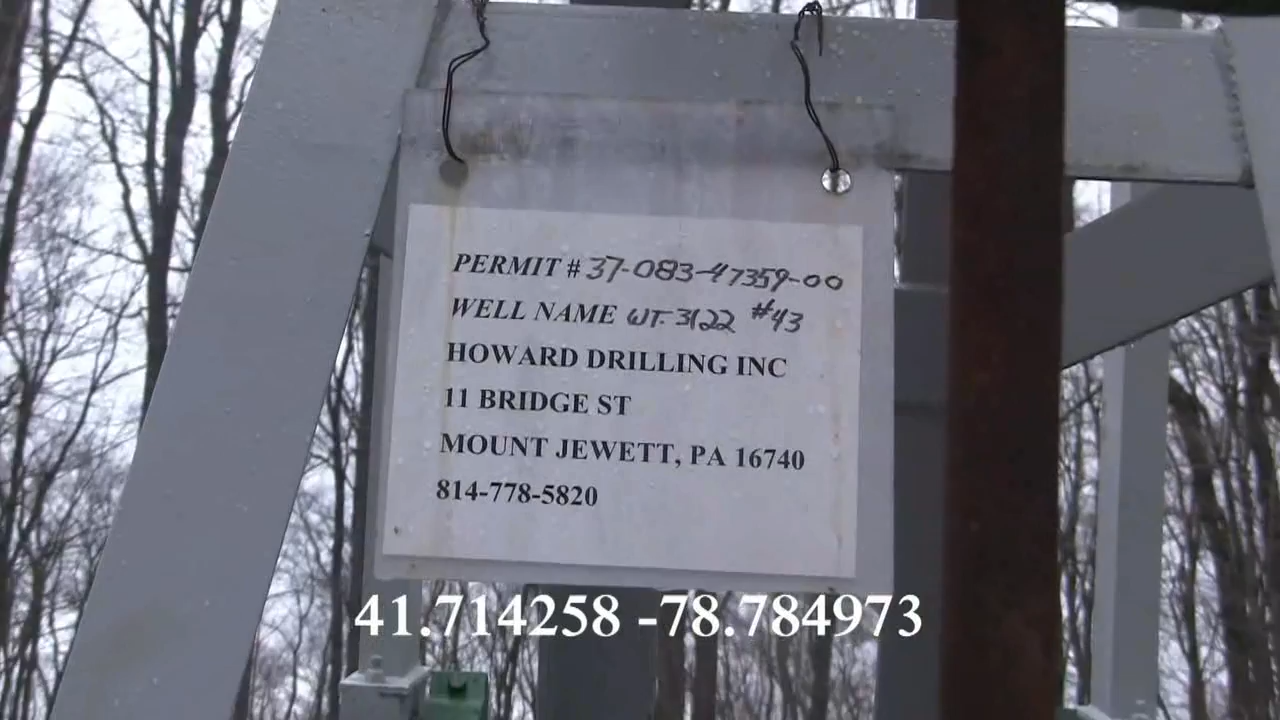 PERMIT # 37-083-47359-00
WELL NAME WT. 3122 #43
HOWARD DRILLING INC
11 BRIDGE ST
MOUNT JEWETT, PA 16740
814-778-5820
41.714258 -78.784973